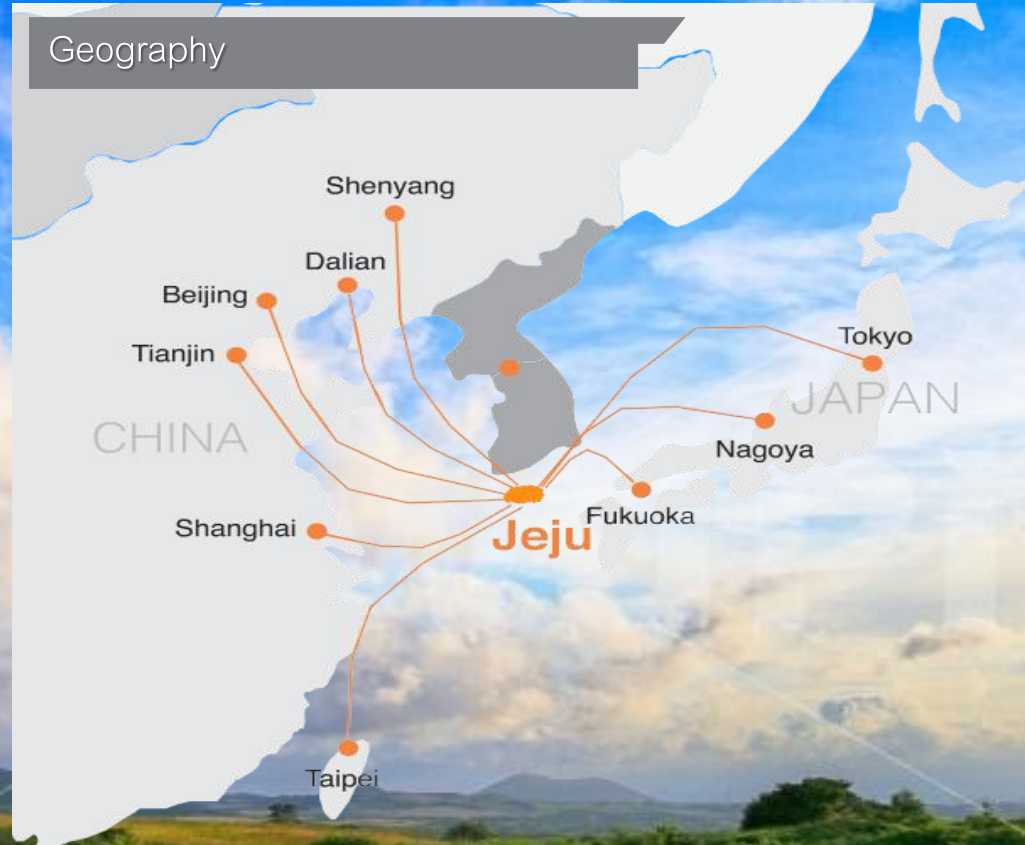 Geography
Shenyang
Dalian
Beijing
Tianjin
Tokyo
JAPAN
CHINA
Nagoya
Shanghai
Fukuoka
Jeju
Taipei